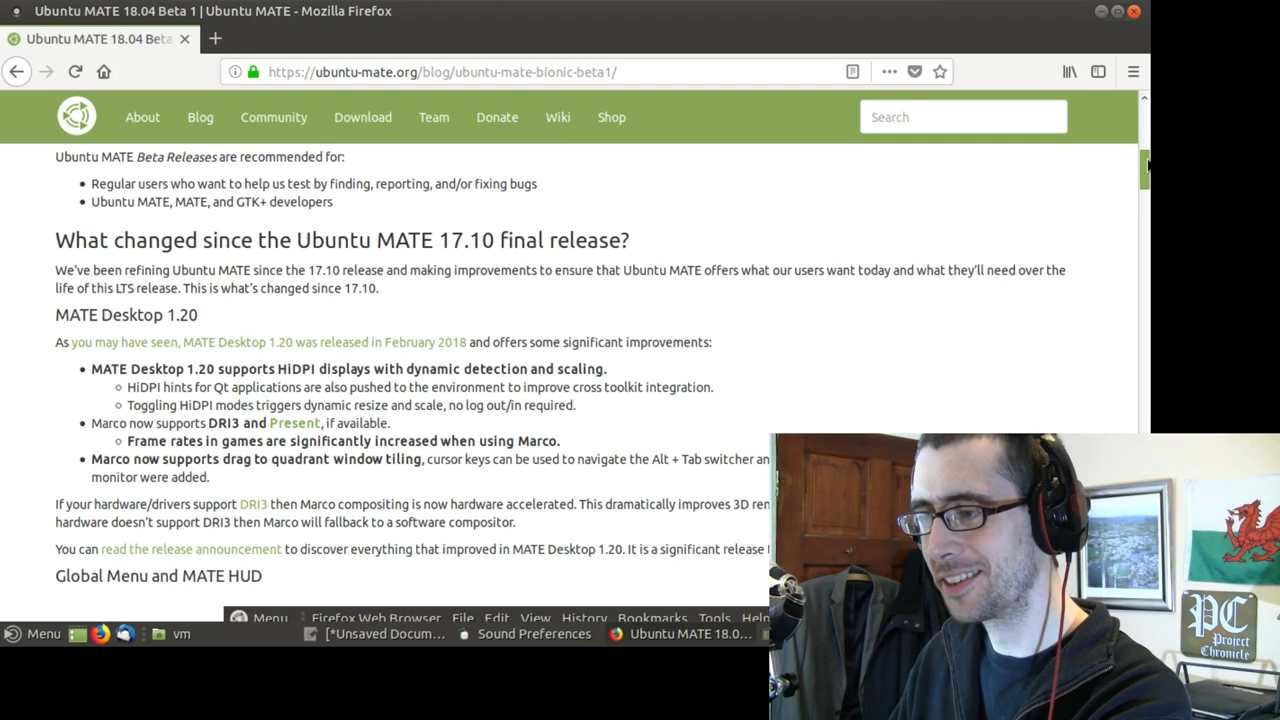 Ubuntu MATE 18.04 Beta 1 | Ubuntu MATE - Mozilla Firefox
Ubuntu MATE 18.04 Beta
https://ubuntu-mate.org/blog/ubuntu-mate-bionic-beta1/
About Blog Community Download Team Donate Wiki Shop Search
Ubuntu MATE Beta Releases are recommended for:
• Regular users who want to help us test by finding, reporting, and/or fixing bugs
• Ubuntu MATE, MATE, and GTK+ developers
What changed since the Ubuntu MATE 17.10 final release?
We've been refining Ubuntu MATE since the 17.10 release and making improvements to ensure that Ubuntu MATE offers what our users want today and what they'll need over the
life of this LTS release. This is what's changed since 17.10.
MATE Desktop 1.20
As you may have seen, MATE Desktop 1.20 was released in February 2018 and offers some significant improvements:
• MATE Desktop 1.20 supports HiDPI displays with dynamic detection and scaling.
○ HiDPI hints for Qt applications are also pushed to the environment to improve cross toolkit integration.
○ Toggling HiDPI modes triggers dynamic resize and scale, no log out/in required.
• Marco now supports DRI3 and Present, if available.
○ Frame rates in games are significantly increased when using Marco.
• Marco now supports drag to quadrant window tiling, cursor keys can be used to navigate the Alt + Tab switcher and
monitor were added.
If your hardware/drivers support DRI3 then Marco compositing is now hardware accelerated. This dramatically improves 3D ren
hardware doesn't support DRI3 then Marco will fallback to a software compositor.
You can read the release announcement to discover everything that improved in MATE Desktop 1.20. It is a significant release
Global Menu and MATE HUD
Menu Firefox Web Browser File Edit View History Bookmarks Tools Help
Menu vm [*Unsaved Docum... Sound Preferences Ubuntu MATE 18.0...
PC
Project
Chronicle